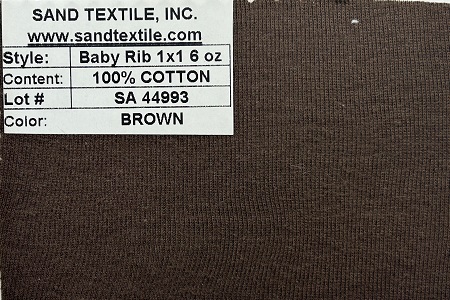 SAND TEXTILE, INC.
www.sandtextile.com
Style: Baby Rib 1x1 6 oz
Content: 100% COTTON
Lot # SA 44993
Color: BROWN